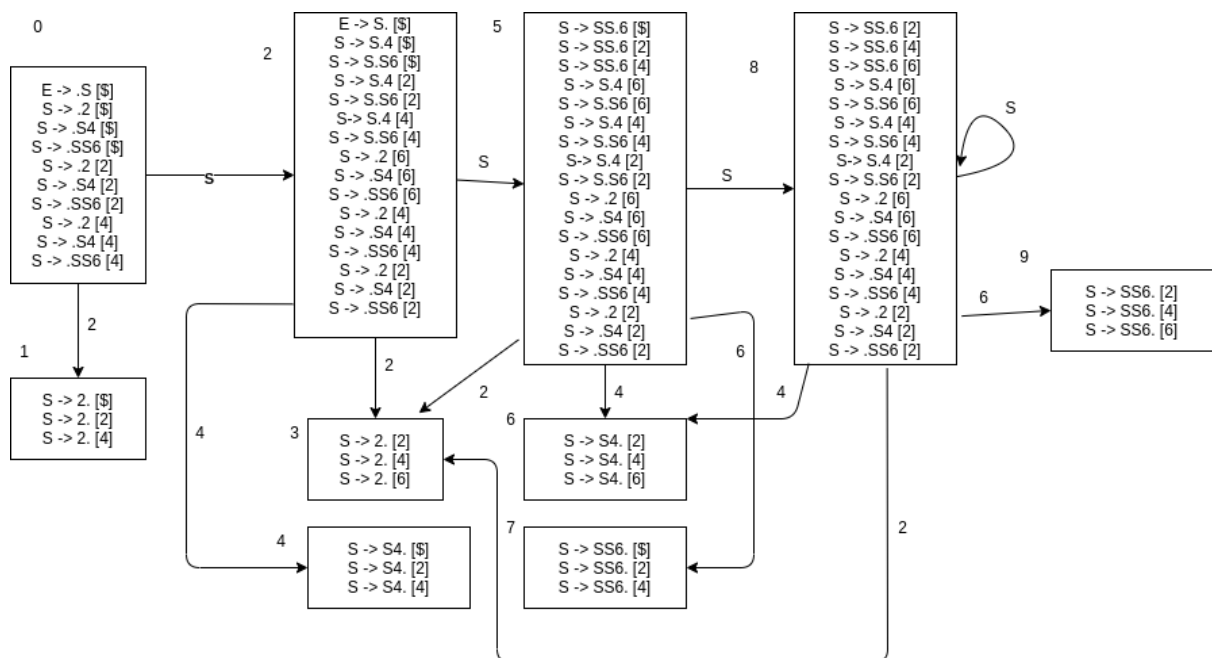 0
E -> .S [$]
S -> .2 [$]
S -> .S4 [$]
S -> .SS6 [$]
S -> .2 [2]
S -> .S4 [2]
S -> .SS6 [2]
S -> .2 [4]
S -> .S4 [4]
S -> .SS6 [4]
S
2
1
S -> 2. [$]
S -> 2. [2]
S -> 2. [4]
2
E -> S. [$]
S -> S.4 [$]
S -> S.S6 [$]
S -> S.4 [2]
S -> S.S6 [2]
S-> S.4 [4]
S -> S.S6 [4]
S -> .2 [6]
S -> .S4 [6]
S -> .SS6 [6]
S -> .2 [4]
S -> .S4 [4]
S -> .SS6 [4]
S -> .2 [2]
S -> .S4 [2]
S -> .SS6 [2]
S
2
4
3
S -> 2. [2]
S -> 2. [4]
S -> 2. [6]
4
S -> S4. [$]
S -> S4. [2]
S -> S4. [4]
5
S -> SS.6 [$]
S -> SS.6 [2]
S -> SS.6 [4]
S -> S.4 [6]
S -> S.S6 [6]
S -> S.4 [4]
S -> S.S6 [4]
S-> S.4 [2]
S -> S.S6 [2]
S -> .2 [6]
S -> .S4 [6]
S -> .SS6 [6]
S -> .2 [4]
S -> .S4 [4]
S -> .SS6 [4]
S -> .2 [2]
S -> .S4 [2]
S -> .SS6 [2]
S
2
4
6
6
S -> S4. [2]
S -> S4. [4]
S -> S4. [6]
7
S -> SS6. [$]
S -> SS6. [2]
S -> SS6. [4]
8
S -> SS.6 [2]
S -> SS.6 [4]
S -> SS.6 [6]
S -> S.4 [6]
S -> S.S6 [6]
S -> S.4 [4]
S -> S.S6 [4]
S-> S.4 [2]
S -> S.S6 [2]
S -> .2 [6]
S -> .S4 [6]
S -> .SS6 [6]
S -> .2 [4]
S -> .S4 [4]
S -> .SS6 [4]
S -> .2 [2]
S -> .S4 [2]
S -> .SS6 [2]
S
4
2
6
9
S -> SS6. [2]
S -> SS6. [4]
S -> SS6. [6]